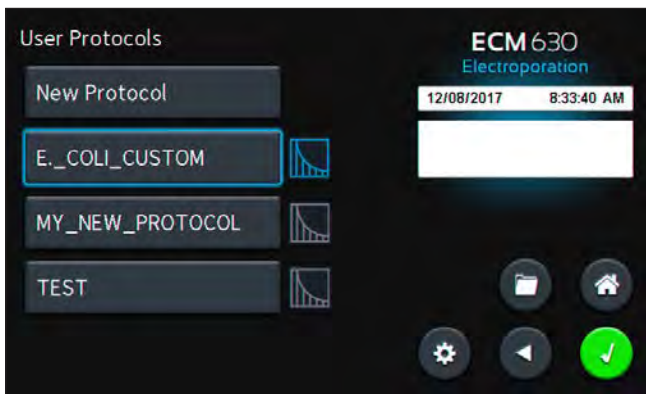 User Protocols
New Protocol
E._COLI_CUSTOM
MY_NEW_PROTOCOL
TEST
ECM 630
Electroporation
12/08/2017 8:33:40 AM